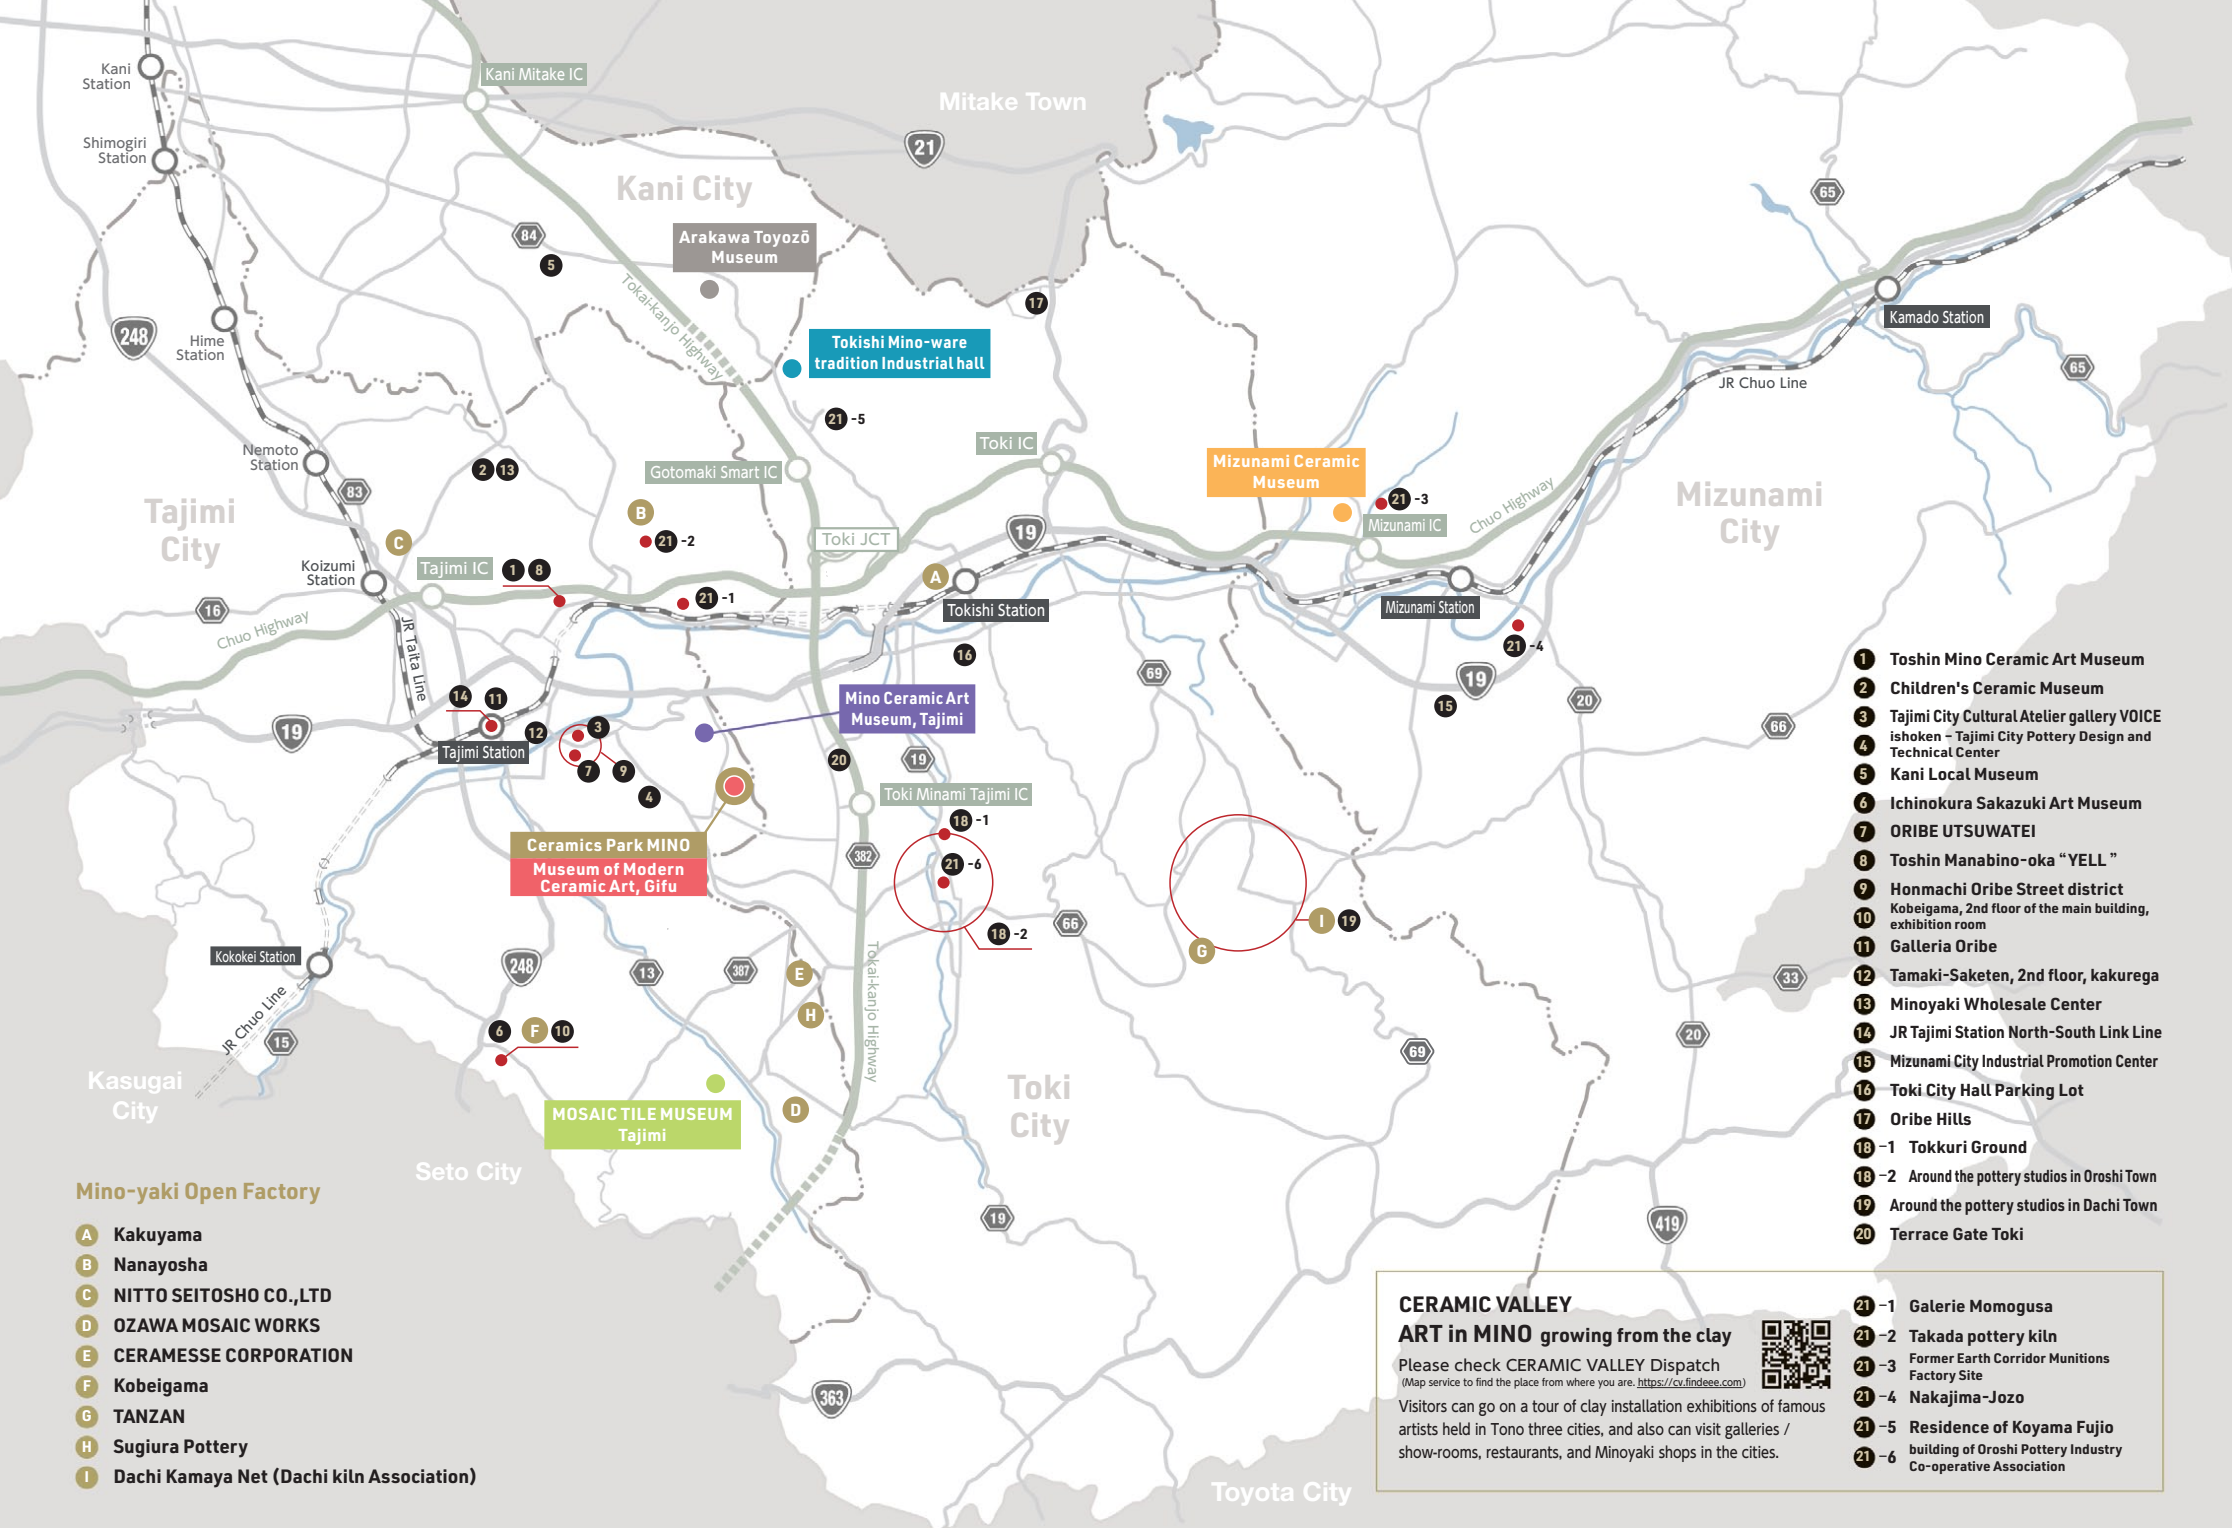 Kani
Station
Kani Mitake IC
Mitake Town
21
Shimogiri
Station
Kani City
65
84
Arakawa Toyozō
Museum
5
Tokai-kanjo Highway
17
248
Hime
Station
Tokishi Mino-ware
tradition Industrial hall
Kamado Station
65
JR Chuo Line
21 -5
Nemoto
Station
2 13
Gotomaki Smart IC
Toki IC
Mizunami Ceramic
Museum
83
21 -3
Chuo Highway
Mizunami
City
Tajimi
City
B
Mizunami IC
C
21 -2
Toki JCT
19
Koizumi
Station
Tajimi IC
1 8
A
16
21 -1
Tokishi Station
Mizunami Station
Chuo Highway
JR Taita Line
16
21 -4
69
19
20
14 11
Mino Ceramic Art
Museum, Tajimi
15
66
19
12
3
Tajimi Station
7 9
20
19
4
Toki Minami Tajimi IC
18 -1
Ceramics Park MINO
Museum of Modern
Ceramic Art, Gifu
382
21 -6
66
I 19
18 -2
G
Kokokei Station
248
13
387
E
Tokai-kanjo Highway
33
H
JR Chuo Line
15
6 F 10
20
69
Kasugai
City
Toki
City
D
MOSAIC TILE MUSEUM
Tajimi
Seto City
19
419
363
Toyota City
1 Toshin Mino Ceramic Art Museum
2 Children's Ceramic Museum
3 Tajimi City Cultural Atelier gallery VOICE
4 ishoken – Tajimi City Pottery Design and
Technical Center
5 Kani Local Museum
6 Ichinokura Sakazuki Art Museum
7 ORIBE UTSUWATEI
8 Toshin Manabino-oka “YELL”
9 Honmachi Oribe Street district
10 Kobeigama, 2nd floor of the main building,
exhibition room
11 Galleria Oribe
12 Tamaki-Saketen, 2nd floor, kakurega
13 Minoyaki Wholesale Center
14 JR Tajimi Station North-South Link Line
15 Mizunami City Industrial Promotion Center
16 Toki City Hall Parking Lot
17 Oribe Hills
18 -1 Tokkuri Ground
18 -2 Around the pottery studios in Oroshi Town
19 Around the pottery studios in Dachi Town
20 Terrace Gate Toki
Mino-yaki Open Factory
A Kakuyama
B Nanayosha
C NITTO SEITOSHO CO.,LTD
D OZAWA MOSAIC WORKS
E CERAMESSE CORPORATION
F Kobeigama
G TANZAN
H Sugiura Pottery
I Dachi Kamaya Net (Dachi kiln Association)
CERAMIC VALLEY
ART in MINO growing from the clay
Please check CERAMIC VALLEY Dispatch
(Map service to find the place from where you are. https://cv.findeee.com)
Visitors can go on a tour of clay installation exhibitions of famous
artists held in Tono three cities, and also can visit galleries /
show-rooms, restaurants, and Minoyaki shops in the cities.
21 -1 Galerie Momogusa
21 -2 Takada pottery kiln
21 -3 Former Earth Corridor Munitions
Factory Site
21 -4 Nakajima-Jozo
21 -5 Residence of Koyama Fujio
21 -6 building of Oroshi Pottery Industry
Co-operative Association